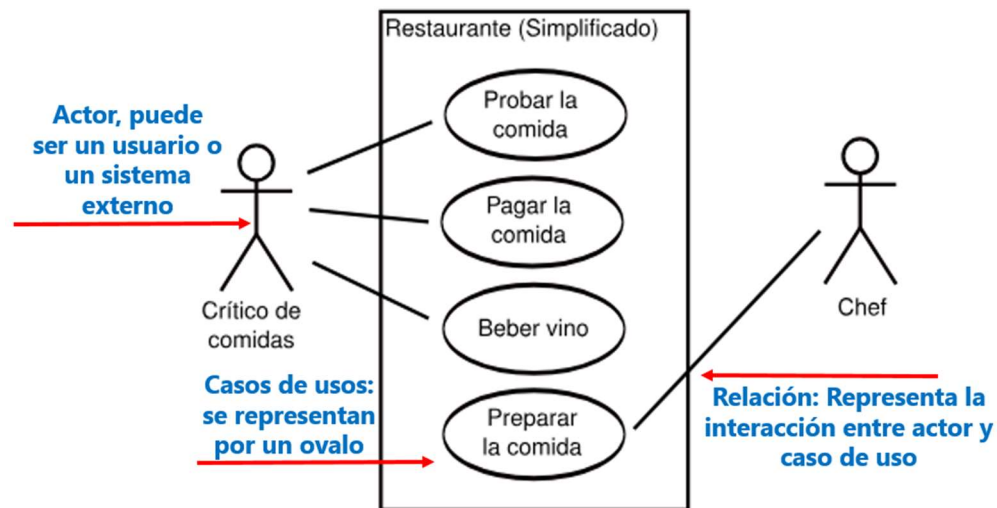 Restaurante (Simplificado)
Probar la
comida
Actor, puede
ser un usuario o
un sistema
externo
Pagar la
comida
Crítico de
comidas
Chef
Beber vino
Casos de usos:
se representan
por un ovalo
Preparar
la comida
Relación: Representa la
interacción entre actor y
caso de uso